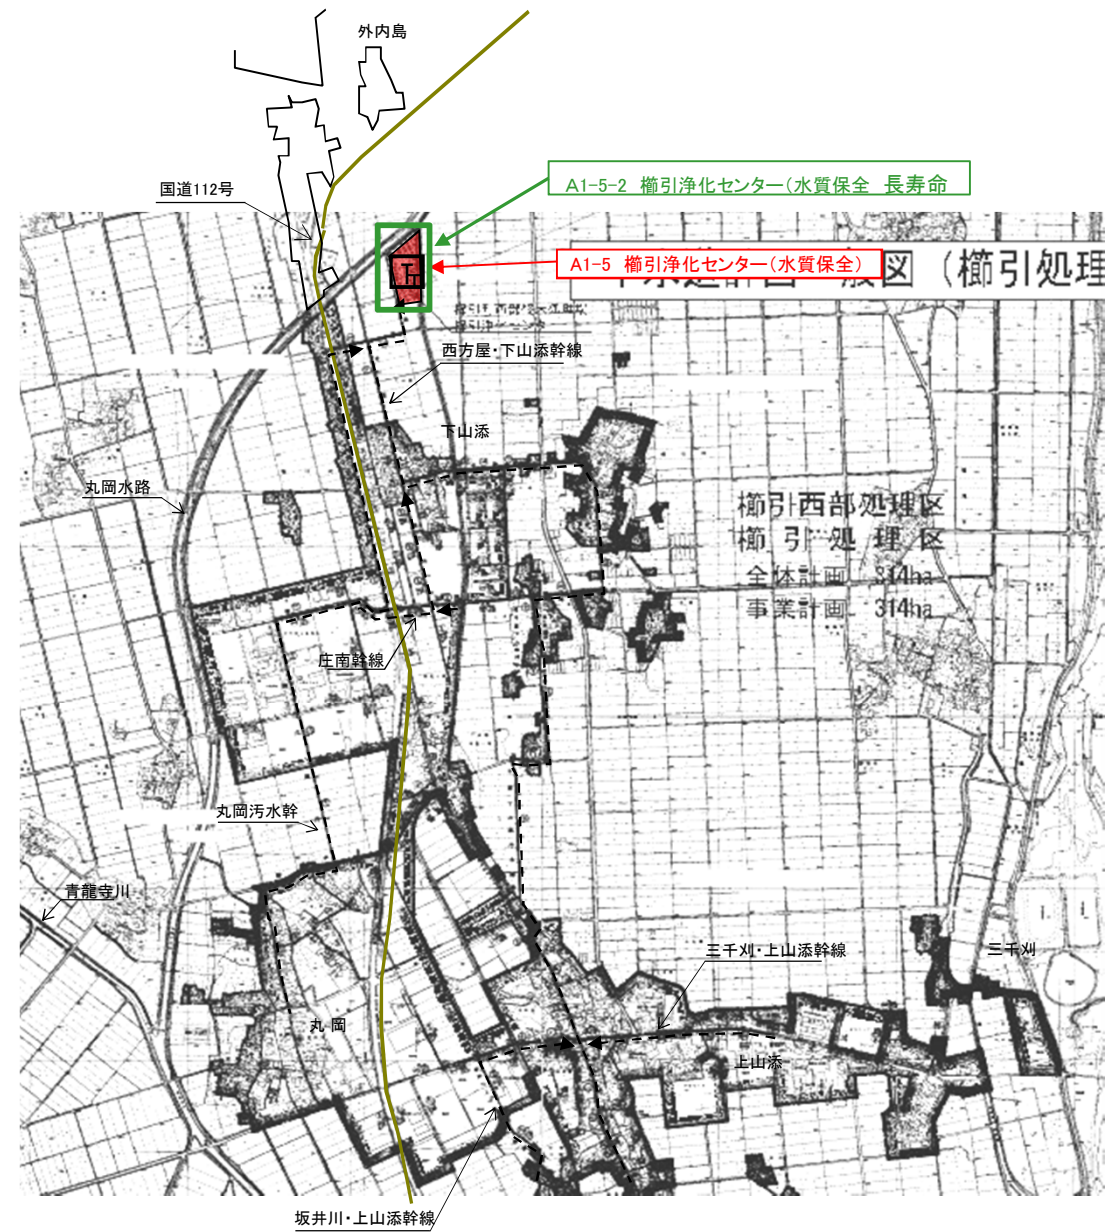 外内島
国道112号
A1-5-2 櫛引浄化センター(水質保全 長寿命
A1-5 櫛引浄化センター(水質保全)
図（櫛引処理
西方屋・下山添幹線
下山添
丸岡水路
櫛引西部処理区
櫛引処理区
全体計画 314ha
事業計画 314ha
庄南幹線
丸岡汚水幹
青龍寺川
三千刈・上山添幹線
三千刈
丸岡
上山添
坂井川・上山添幹線